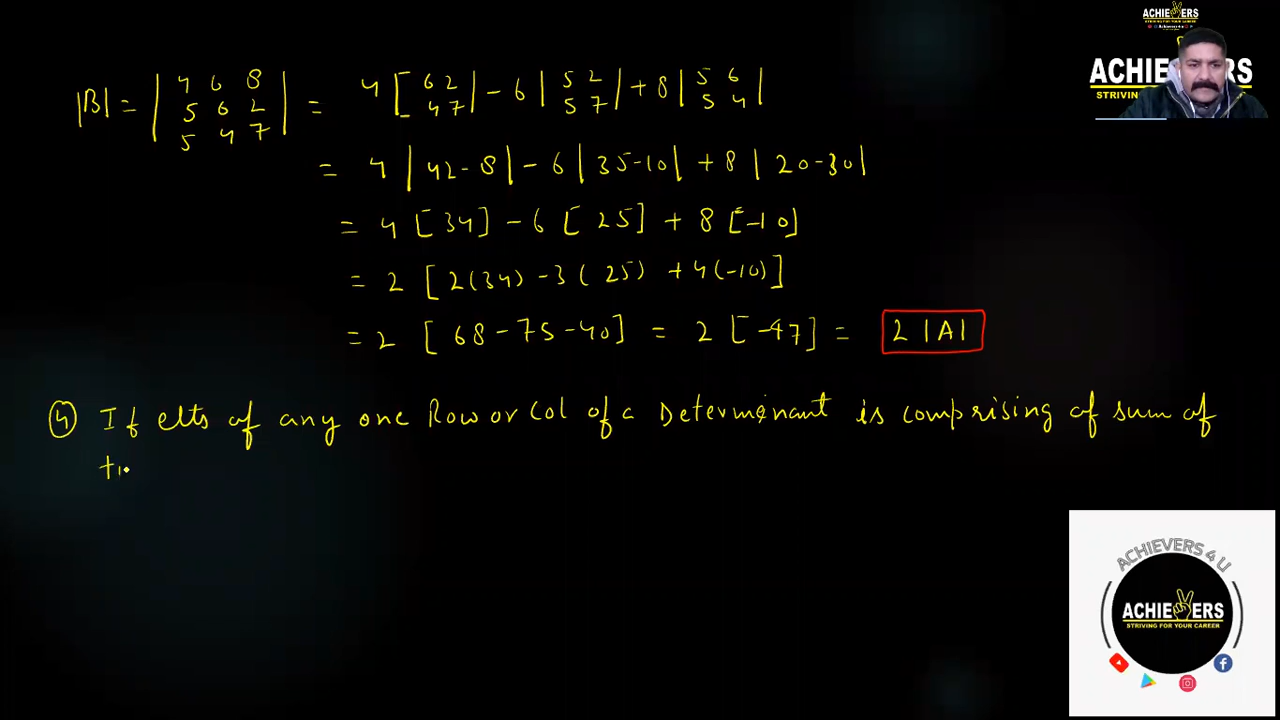 ACHIEVERS
STRIVING FOR YOUR CAREER
ACHIE ERS
STRIVIN
|B| = | 4 6 8 | = 4 [ 6 2 | - 6 | 5 2 | + 8 | 5 6 |
5 6 2 4 7 5 7 5 4
5 4 7
= 4 | 42 - 8 | - 6 | 35 - 10 | + 8 | 20 - 30 |
= 4 [ 34 ] - 6 [ 25 ] + 8 [ -10 ]
= 2 [ 2(34) - 3(25) + 4(-10) ]
= 2 [ 68 - 75 - 40 ] = 2 [ -47 ] = 2 |A|
④ If elts of any one Row or Col of a Determinant is comprising of sum of
ACHIEVERS 4 U
ACHIEVERS
STRIVING FOR YOUR CAREER